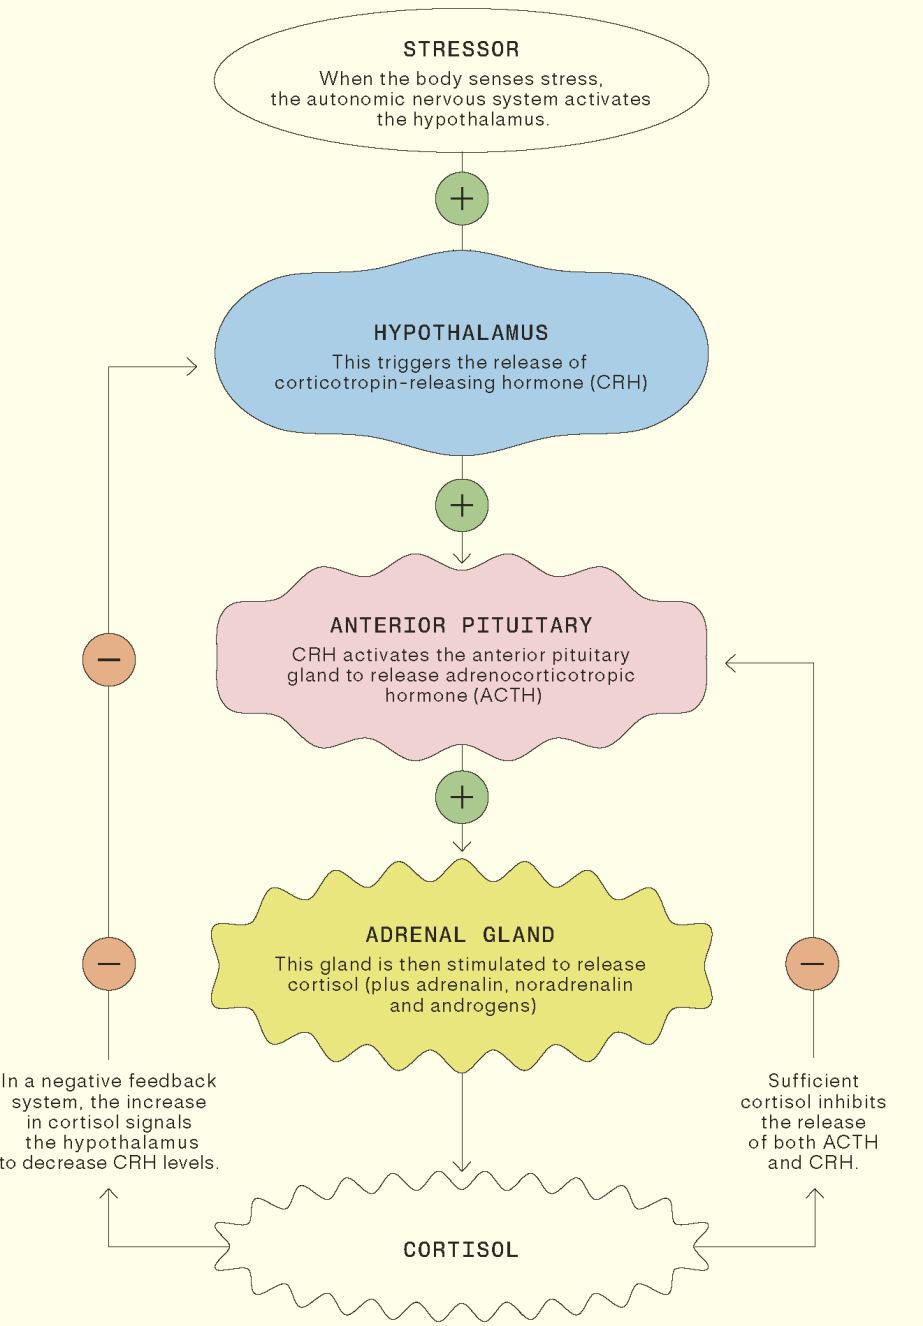 STRESSOR
When the body senses stress,
the autonomic nervous system activates
the hypothalamus.
+
HYPOTHALAMUS
This triggers the release of
corticotropin-releasing hormone (CRH)
+
ANTERIOR PITUITARY
CRH activates the anterior pituitary
gland to release adrenocorticotropic
hormone (ACTH)
−
+
ADRENAL GLAND
This gland is then stimulated to release
cortisol (plus adrenalin, noradrenalin
and androgens)
−
−
In a negative feedback
system, the increase
in cortisol signals
the hypothalamus
to decrease CRH levels.
Sufficient
cortisol inhibits
the release
of both ACTH
and CRH.
CORTISOL